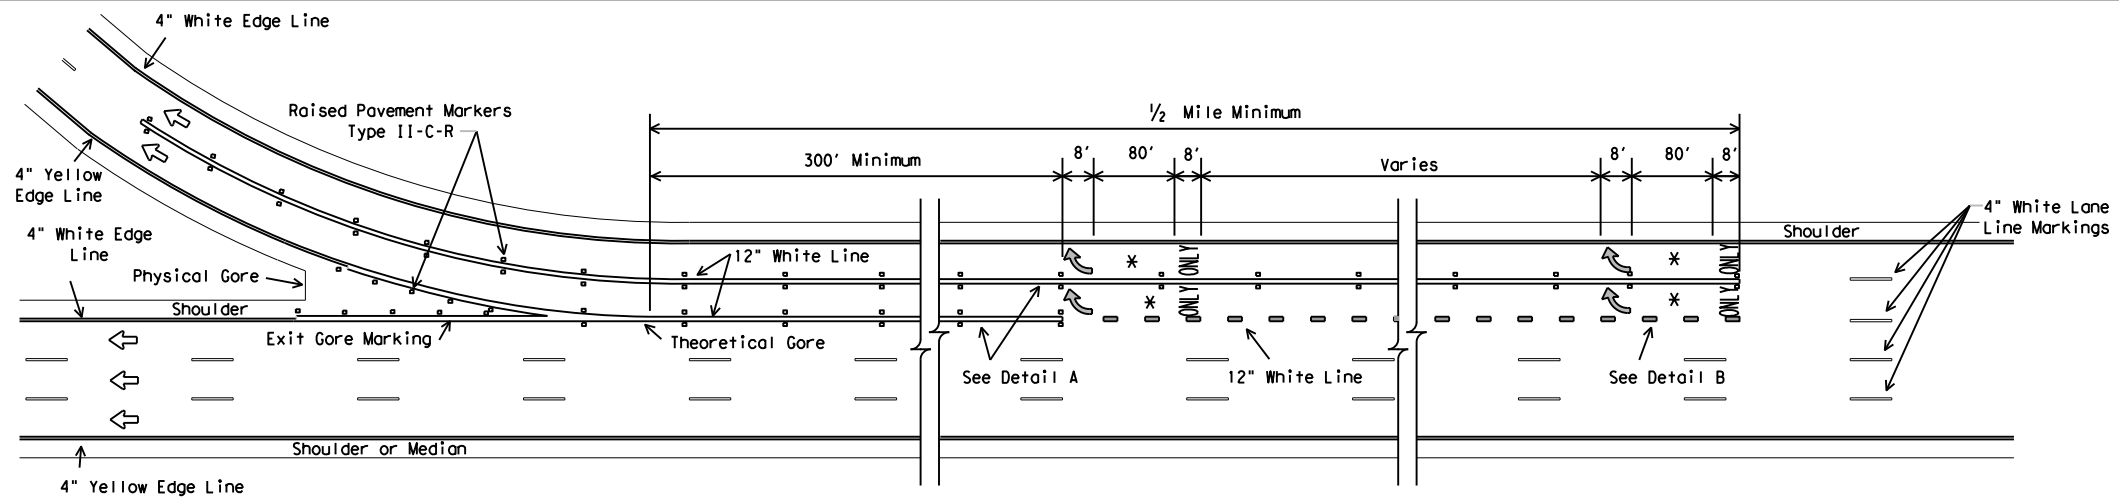 4" White Edge Line
Raised Pavement Markers
Type II-C-R
½ Mile Minimum
300' Minimum
8'
80'
8'
Varies
8'
80'
8'
4" Yellow
Edge Line
4" White Edge
Line
Physical Gore
Shoulder
Exit Gore Marking
12" White Line
Theoretical Gore
*
ONLY
*
ONLY
*
ONLY
*
ONLY
Shoulder
4" White Lane
Line Markings
See Detail A
12" White Line
See Detail B
Shoulder or Median
4" Yellow Edge Line